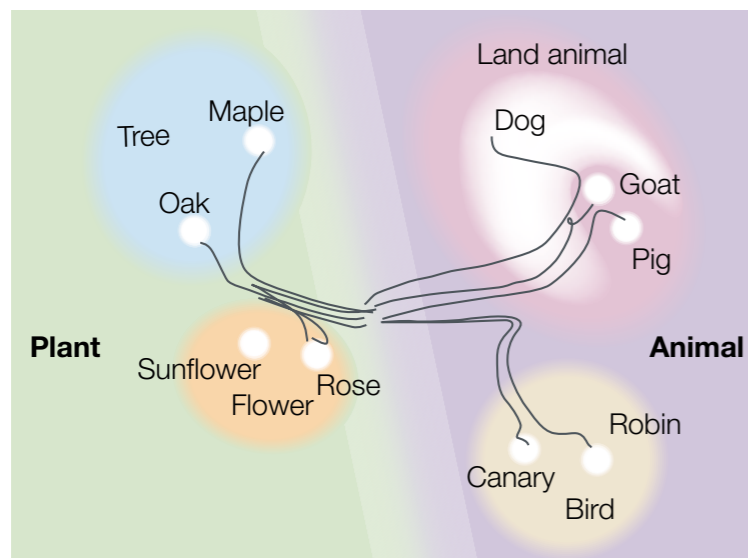 Land animal
Maple
Tree
Dog
Goat
Oak
Pig
Plant
Animal
Sunflower
Rose
Flower
Robin
Canary
Bird